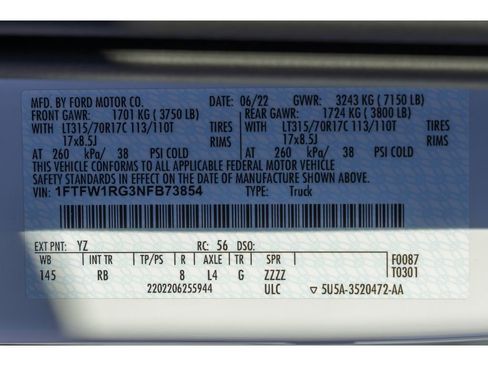 MFD. BY FORD MOTOR CO. DATE: 06/22 GVWR: 3243 KG ( 7150 LB)
FRONT GAWR: 1701 KG ( 3750 LB) REAR GAWR: 1724 KG ( 3800 LB)
WITH LT315/70R17C 113/110T TIRES WITH LT315/70R17C 113/110T TIRES
17x8.5J RIMS 17x8.5J RIMS
AT 260 kPa/ 38 PSI COLD AT 260 kPa/ 38 PSI COLD
THIS VEHICLE CONFORMS TO ALL APPLICABLE FEDERAL MOTOR VEHICLE
SAFETY STANDARDS IN EFFECT ON THE DATE OF MANUFACTURE SHOWN ABOVE.
VIN: 1FTFW1RG3NFB73854 TYPE: Truck
EXT PNT: YZ RC: 56 DSO:
WB INT TR TP/PS R AXLE TR SPR F0087
145 RB 8 L4 G ZZZZ T0301
2202206255944 ULC ▽ 5U5A-3520472-AA